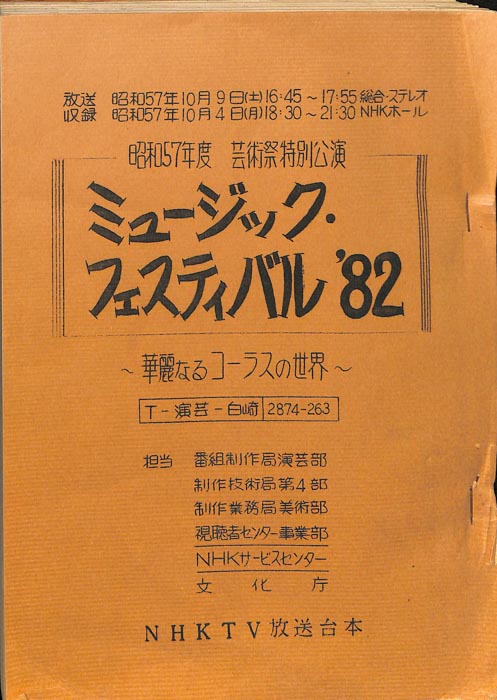 放送 昭和57年10月9日(土)16:45～17:55 総合・ステレオ
収録 昭和57年10月4日(月)18:30～21:30 NHKホール
昭和57年度 芸術祭特別公演
ミュージック・
フェスティバル '82
～華麗なるコーラスの世界～
T-演芸-白崎 2874-263
担当 番組制作局演芸部
制作技術局第4部
制作業務局美術部
視聴者センター事業部
NHKサービスセンター
文化庁
NHKTV放送台本